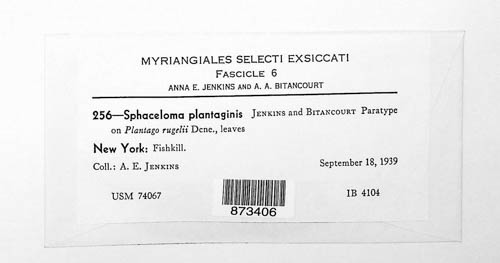 MYRIANGIALES SELECTI EXSICCATI
FASCICLE 6
ANNA E. JENKINS AND A. A. BITANCOURT
256—Sphaceloma plantaginis JENKINS and BITANCOURT Paratype
on Plantago rugelii Dcne., leaves
New York: Fishkill.
Coll.: A. E. JENKINS September 18, 1939
USM 74067 IB 4104
873406